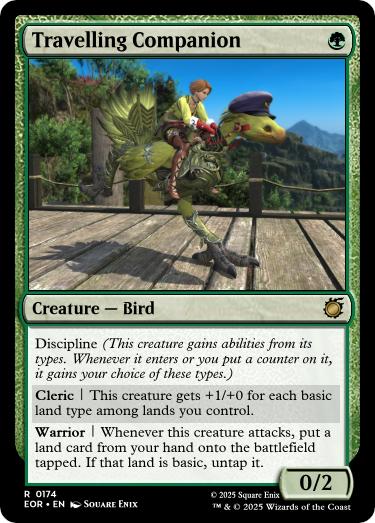 Travelling Companion
Creature — Bird
Discipline (This creature gains abilities from its
types. Whenever it enters or you put a counter on it,
it gains your choice of these types.)
Cleric | This creature gets +1/+0 for each basic
land type among lands you control.
Warrior | Whenever this creature attacks, put a
land card from your hand onto the battlefield
tapped. If that land is basic, untap it.
0/2
R 0174
EOR • EN SQUARE ENIX
© 2025 Square Enix
™ & © 2025 Wizards of the Coast